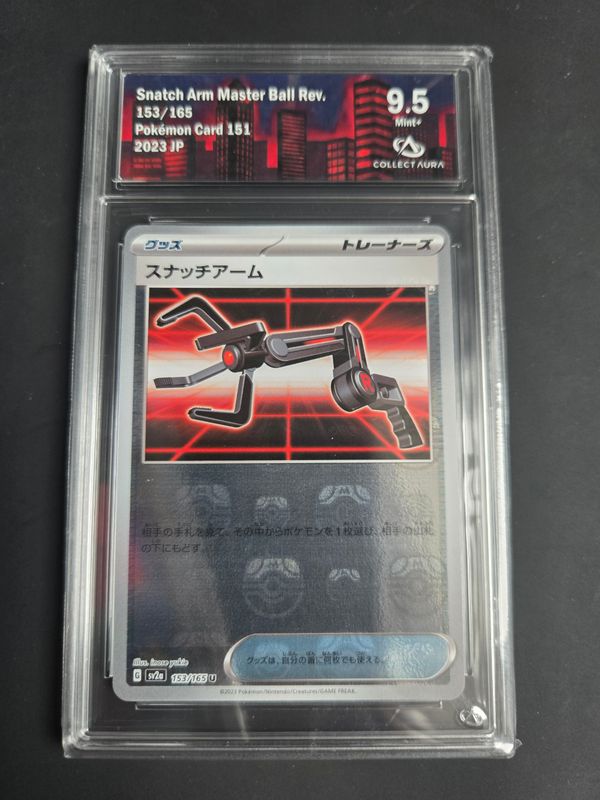 Snatch Arm Master Ball Rev.
153/165
Pokémon Card 151
2023 JP
9.5
Mint+
COLLECTAURA
グッズ
トレーナーズ
スナッチアーム
相手の手札を見て、その中からポケモンを1枚選び、相手の山札
の下にもどす。
グッズは、自分の番に何枚でも使える。
Illus. inose yukie
G sv2a 153/165 U
©2023 Pokémon/Nintendo/Creatures/GAME FREAK.